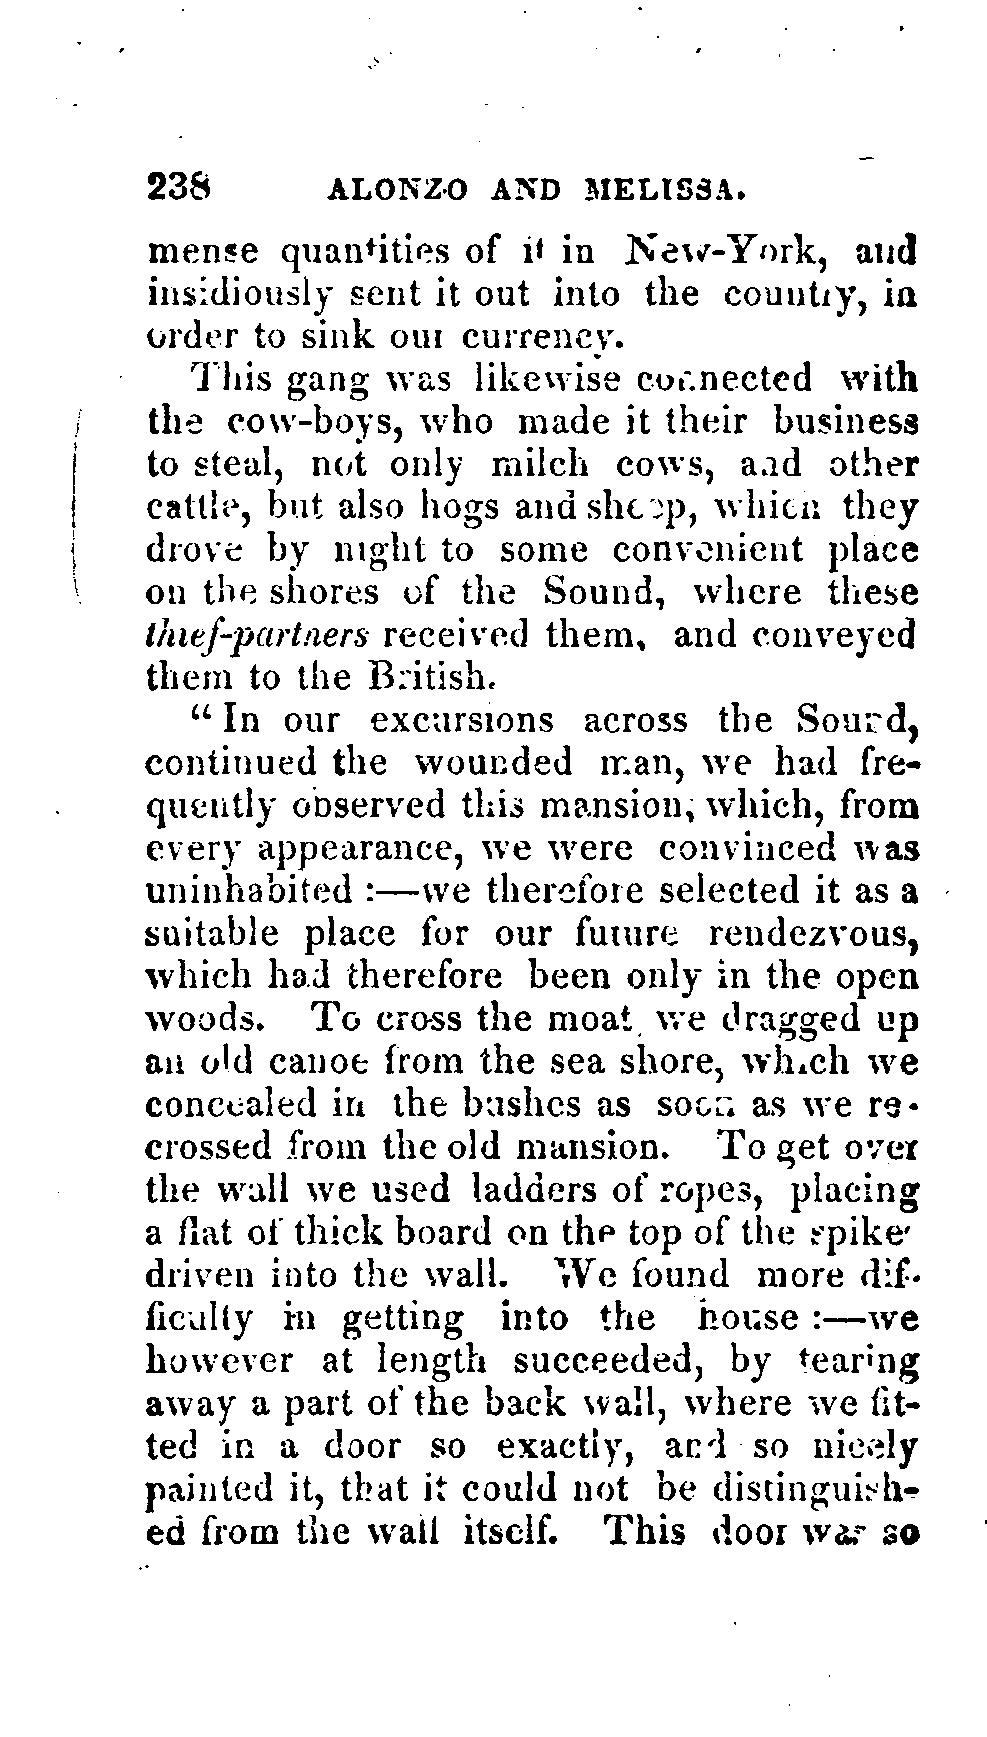 238 ALONZO AND MELISSA.
mense quantities of it in New-York, and
insidiously sent it out into the country, in
order to sink our currency.
This gang was likewise connected with
the cow-boys, who made it their business
to steal, not only milch cows, and other
cattle, but also hogs and sheep, which they
drove by night to some convenient place
on the shores of the Sound, where these
thief-partners received them, and conveyed
them to the British.
“ In our excursions across the Sound,
continued the wounded man, we had fre-
quently observed this mansion, which, from
every appearance, we were convinced was
uninhabited :—we therefore selected it as a
suitable place for our future rendezvous,
which had therefore been only in the open
woods. To cross the moat, we dragged up
an old canoe from the sea shore, which we
concealed in the bushes as soon as we re-
crossed from the old mansion. To get over
the wall we used ladders of ropes, placing
a flat of thick board on the top of the spikes
driven into the wall. We found more dif-
ficulty in getting into the house :—we
however at length succeeded, by tearing
away a part of the back wall, where we fit-
ted in a door so exactly, and so nicely
painted it, that it could not be distinguish-
ed from the wall itself. This door was so